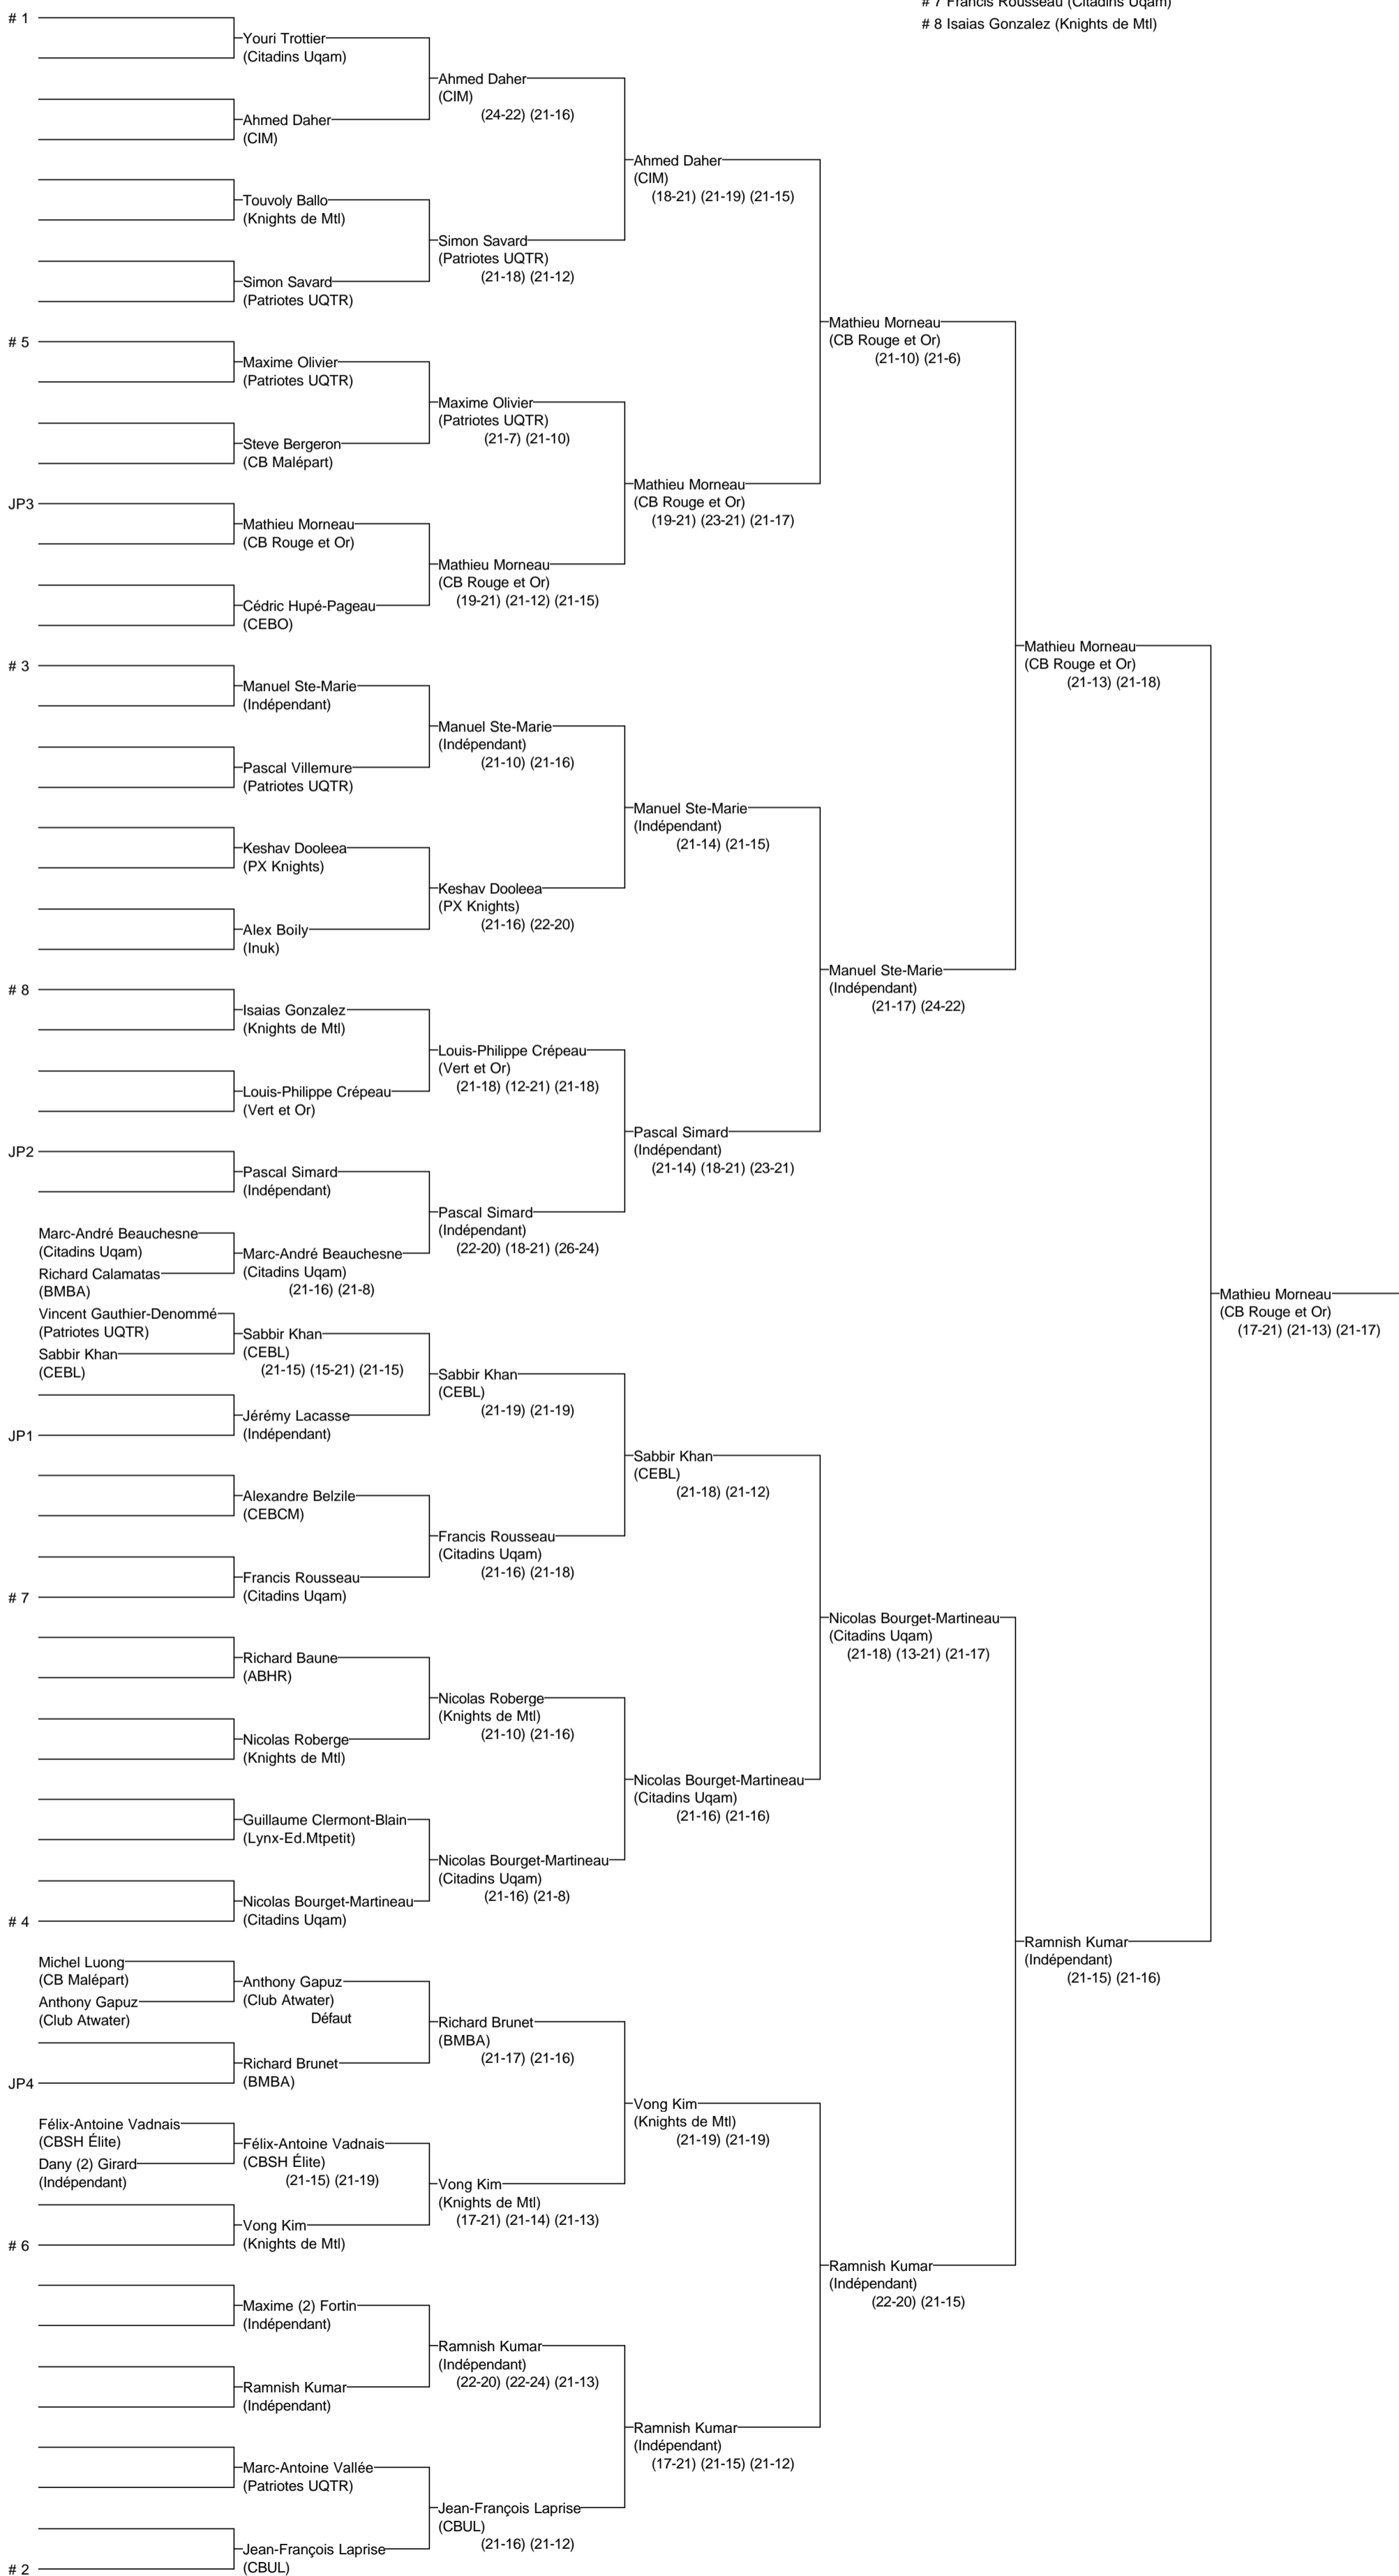 # 7 Francis Rousseau (Citadins Uqam)
# 8 Isaias Gonzalez (Knights de Mtl)
# 1
Youri Trottier
(Citadins Uqam)
Ahmed Daher
(CIM)
(24-22) (21-16)
Ahmed Daher
(CIM)
Ahmed Daher
(CIM)
(18-21) (21-19) (21-15)
Touvoly Ballo
(Knights de Mtl)
Simon Savard
(Patriotes UQTR)
(21-18) (21-12)
Simon Savard
(Patriotes UQTR)
Mathieu Morneau
(CB Rouge et Or)
(21-10) (21-6)
# 5
Maxime Olivier
(Patriotes UQTR)
Maxime Olivier
(Patriotes UQTR)
(21-7) (21-10)
Steve Bergeron
(CB Malépart)
Mathieu Morneau
(CB Rouge et Or)
(19-21) (23-21) (21-17)
JP3
Mathieu Morneau
(CB Rouge et Or)
Mathieu Morneau
(CB Rouge et Or)
(19-21) (21-12) (21-15)
Cédric Hupé-Pageau
(CEBO)
Mathieu Morneau
(CB Rouge et Or)
(21-13) (21-18)
# 3
Manuel Ste-Marie
(Indépendant)
Manuel Ste-Marie
(Indépendant)
(21-10) (21-16)
Pascal Villemure
(Patriotes UQTR)
Manuel Ste-Marie
(Indépendant)
(21-14) (21-15)
Keshav Dooleea
(PX Knights)
Keshav Dooleea
(PX Knights)
(21-16) (22-20)
Alex Boily
(Inuk)
Manuel Ste-Marie
(Indépendant)
(21-17) (24-22)
# 8
Isaias Gonzalez
(Knights de Mtl)
Louis-Philippe Crépeau
(Vert et Or)
(21-18) (12-21) (21-18)
Louis-Philippe Crépeau
(Vert et Or)
Pascal Simard
(Indépendant)
(21-14) (18-21) (23-21)
JP2
Pascal Simard
(Indépendant)
Pascal Simard
(Indépendant)
(22-20) (18-21) (26-24)
Marc-André Beauchesne
(Citadins Uqam)
Marc-André Beauchesne
(Citadins Uqam)
(21-16) (21-8)
Richard Calamatas
(BMBA)
Mathieu Morneau
(CB Rouge et Or)
(17-21) (21-13) (21-17)
Vincent Gauthier-Denommé
(Patriotes UQTR)
Sabbir Khan
(CEBL)
(21-15) (15-21) (21-15)
Sabbir Khan
(CEBL)
Sabbir Khan
(CEBL)
(21-19) (21-19)
Jérémy Lacasse
(Indépendant)
JP1
Sabbir Khan
(CEBL)
(21-18) (21-12)
Alexandre Belzile
(CEBCM)
Francis Rousseau
(Citadins Uqam)
(21-16) (21-18)
Francis Rousseau
(Citadins Uqam)
# 7
Nicolas Bourget-Martineau
(Citadins Uqam)
(21-18) (13-21) (21-17)
Richard Baune
(ABHR)
Nicolas Roberge
(Knights de Mtl)
(21-10) (21-16)
Nicolas Roberge
(Knights de Mtl)
Nicolas Bourget-Martineau
(Citadins Uqam)
(21-16) (21-16)
Guillaume Clermont-Blain
(Lynx-Ed.Mtpetit)
Nicolas Bourget-Martineau
(Citadins Uqam)
(21-16) (21-8)
Nicolas Bourget-Martineau
(Citadins Uqam)
# 4
Ramnish Kumar
(Indépendant)
(21-15) (21-16)
Michel Luong
(CB Malépart)
Anthony Gapuz
(Club Atwater)
Défaut
Anthony Gapuz
(Club Atwater)
Richard Brunet
(BMBA)
(21-17) (21-16)
Richard Brunet
(BMBA)
JP4
Vong Kim
(Knights de Mtl)
(21-19) (21-19)
Félix-Antoine Vadnais
(CBSH Élite)
Félix-Antoine Vadnais
(CBSH Élite)
(21-15) (21-19)
Dany (2) Girard
(Indépendant)
Vong Kim
(Knights de Mtl)
(17-21) (21-14) (21-13)
Vong Kim
(Knights de Mtl)
# 6
Ramnish Kumar
(Indépendant)
(22-20) (21-15)
Maxime (2) Fortin
(Indépendant)
Ramnish Kumar
(Indépendant)
(22-20) (22-24) (21-13)
Ramnish Kumar
(Indépendant)
Ramnish Kumar
(Indépendant)
(17-21) (21-15) (21-12)
Marc-Antoine Vallée
(Patriotes UQTR)
Jean-François Laprise
(CBUL)
(21-16) (21-12)
Jean-François Laprise
(CBUL)
# 2